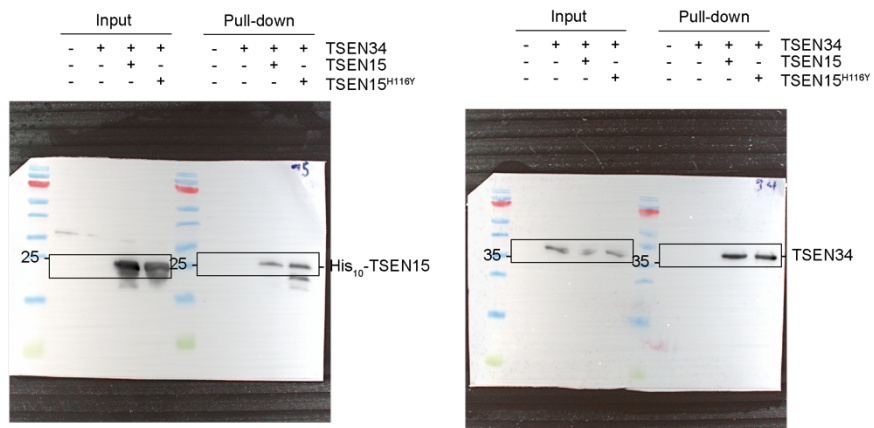 Input Pull-down
- + + + - + + + TSEN34
- - + - - - + - TSEN15
- - - + - - - + TSEN15H116Y
25 25 His10-TSEN15
Input Pull-down
- + + + - + + + TSEN34
- - + - - - + - TSEN15
- - - + - - - + TSEN15H116Y
34
35 35 TSEN34